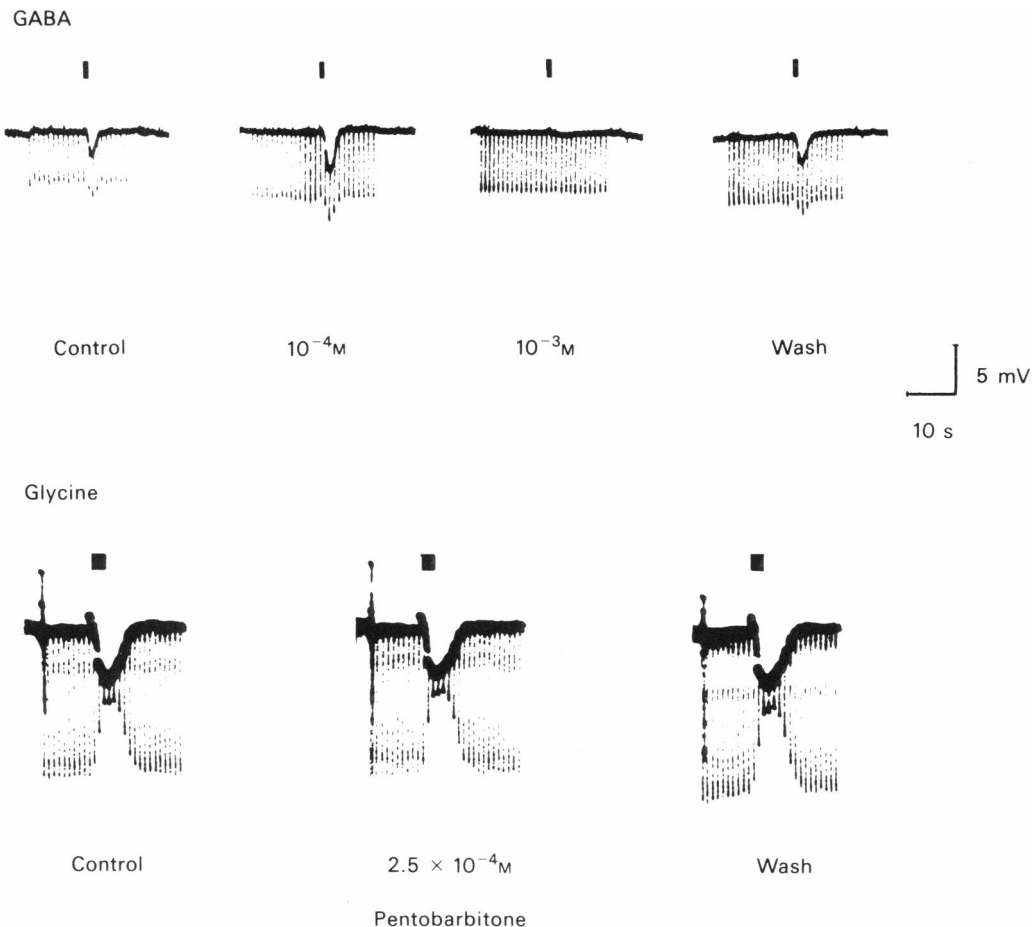 GABA
Control 10⁻⁴M 10⁻³M Wash
5 mV
10 s
Glycine
Control 2.5 × 10⁻⁴M Wash
Pentobarbitone